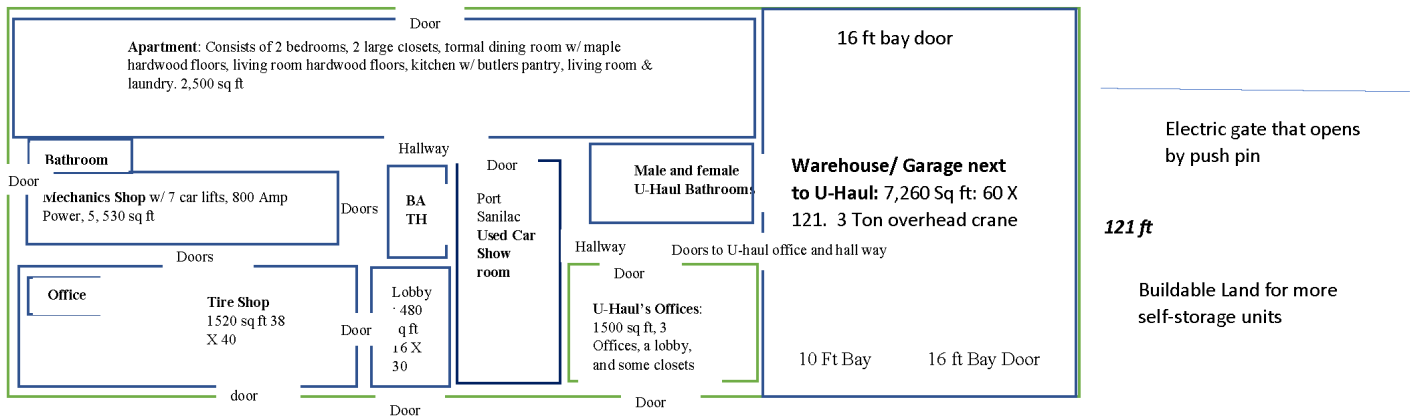 Door
Apartment: Consists of 2 bedrooms, 2 large closets, formal dining room w/ maple
hardwood floors, living room hardwood floors, kitchen w/ butlers pantry, living room &
laundry. 2,500 sq ft
16 ft bay door
Electric gate that opens
by push pin
Hallway
Bathroom
Door
Mechanics Shop w/ 7 car lifts, 800 Amp
Power, 5, 530 sq ft
Doors
BA
TH
Door
Port
Sanilac
Used Car
Show
room
Male and female
U-Haul Bathrooms
Warehouse/ Garage next
to U-Haul: 7,260 Sq ft: 60 X
121. 3 Ton overhead crane
121 ft
Hallway
Doors to U-haul office and hall way
Doors
Office
Tire Shop
1520 sq ft 38
X 40
Door
Lobby
480
q ft
16 X
30
Door
U-Haul's Offices:
1500 sq ft, 3
Offices, a lobby,
and some closets
Buildable Land for more
self-storage units
10 Ft Bay
16 ft Bay Door
door
Door
Door